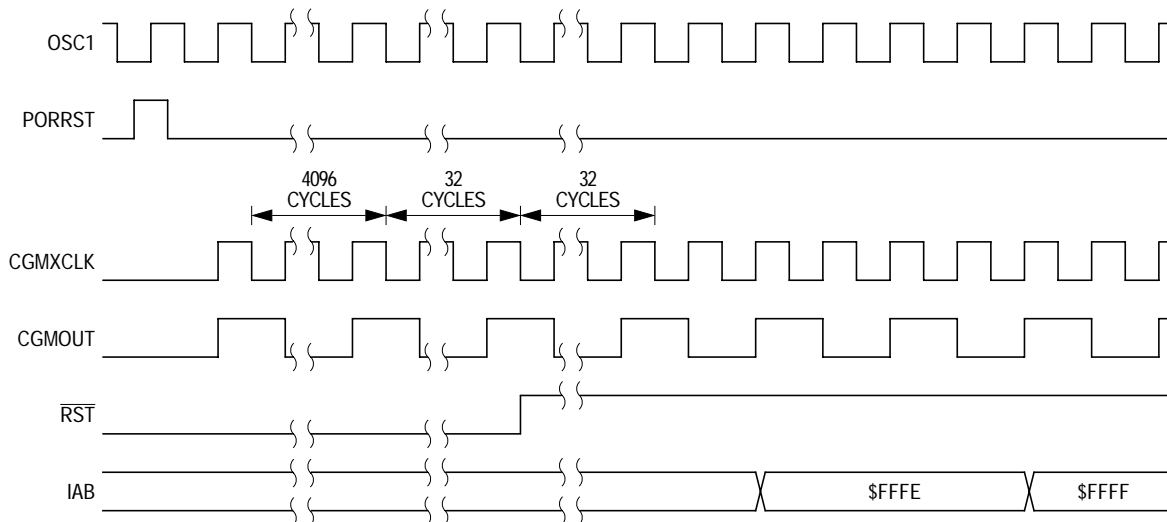 OSC1
PORRST
4096
CYCLES
32
CYCLES
32
CYCLES
CGMXCLK
CGMOUT
RST
IAB
$FFFE
$FFFF